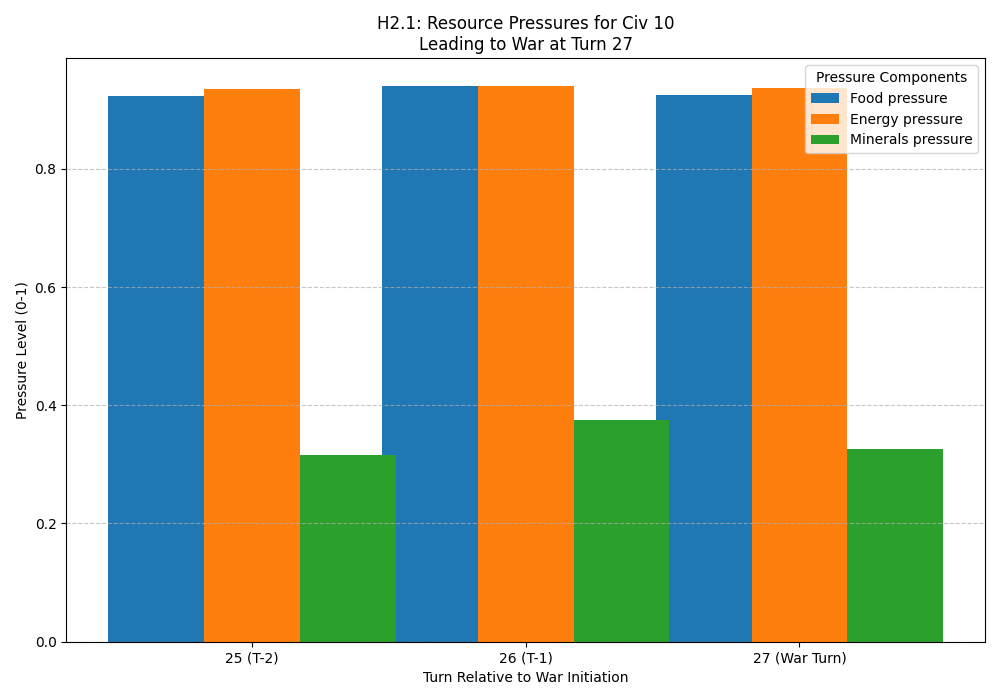 H2.1: Resource Pressures for Civ 10
Leading to War at Turn 27
Pressure Components
Food pressure
Energy pressure
Minerals pressure
Pressure Level (0-1)
0.8
0.6
0.4
0.2
0.0
25 (T-2)
26 (T-1)
27 (War Turn)
Turn Relative to War Initiation